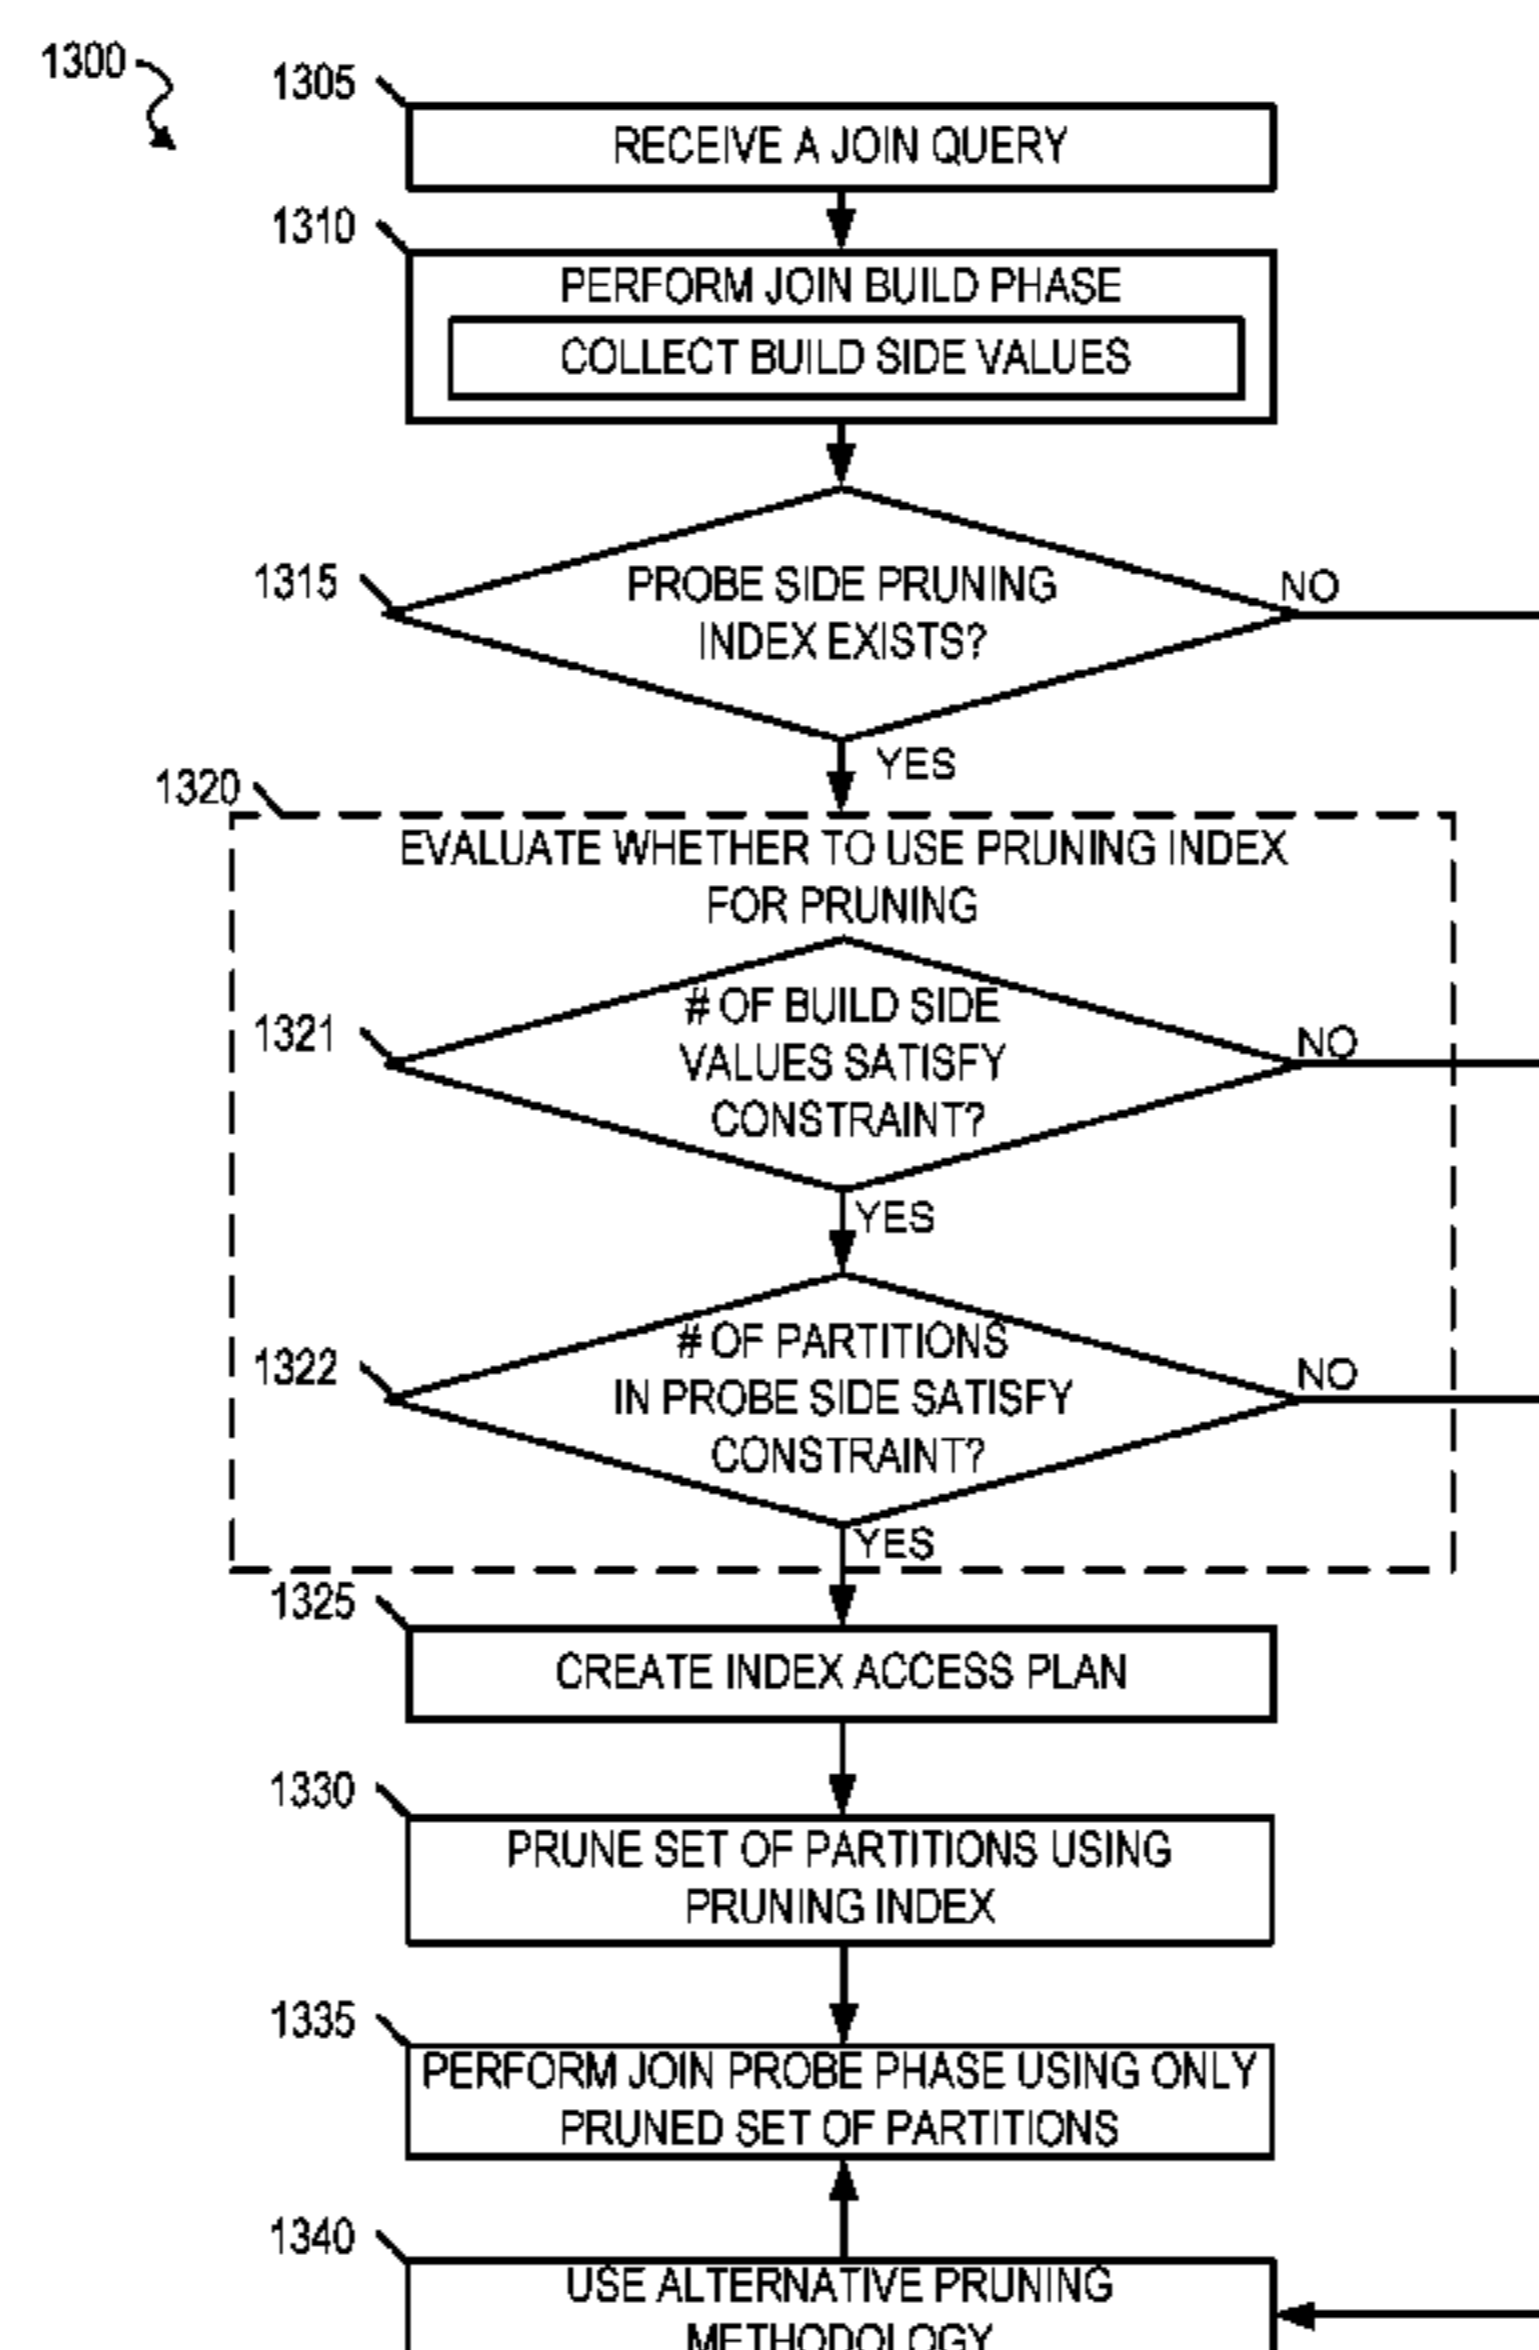 1300
1305
RECEIVE A JOIN QUERY
1310
PERFORM JOIN BUILD PHASE
COLLECT BUILD SIDE VALUES
1315
PROBE SIDE PRUNING
INDEX EXISTS?
NO
YES
1320
EVALUATE WHETHER TO USE PRUNING INDEX
FOR PRUNING
1321
# OF BUILD SIDE
VALUES SATISFY
CONSTRAINT?
NO
YES
1322
# OF PARTITIONS
IN PROBE SIDE SATISFY
CONSTRAINT?
NO
YES
1325
CREATE INDEX ACCESS PLAN
1330
PRUNE SET OF PARTITIONS USING
PRUNING INDEX
1335
PERFORM JOIN PROBE PHASE USING ONLY
PRUNED SET OF PARTITIONS
1340
USE ALTERNATIVE PRUNING
METHODOLOGY